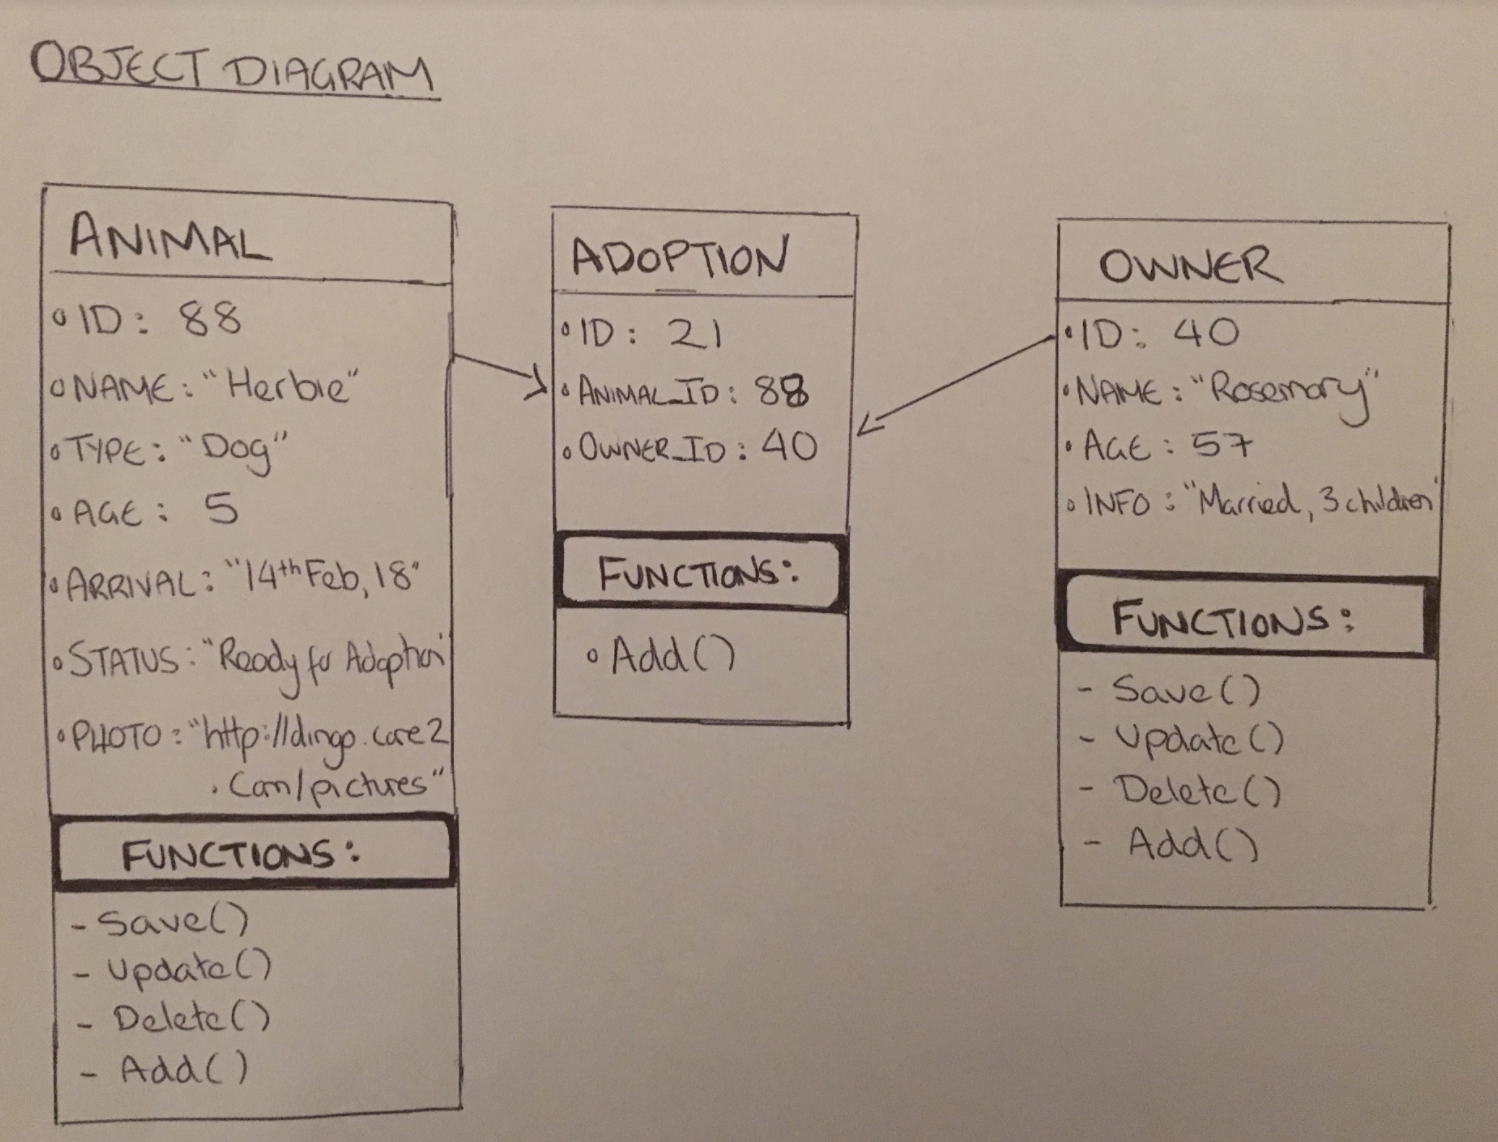 OBJECT DIAGRAM
ANIMAL
ID: 88
NAME: "Herbie"
TYPE: "Dog"
AGE: 5
ARRIVAL: "14th Feb, 18"
STATUS: "Ready for Adoption"
PHOTO: "http://dingo.care2
.com/pictures"
FUNCTIONS:
- Save()
- Update()
- Delete()
- Add()
ADOPTION
ID: 21
ANIMAL_ID: 88
OWNER_ID: 40
FUNCTIONS:
Add()
OWNER
ID: 40
NAME: "Rosemary"
AGE: 57
INFO: "Married, 3 children"
FUNCTIONS:
- Save()
- Update()
- Delete()
- Add()